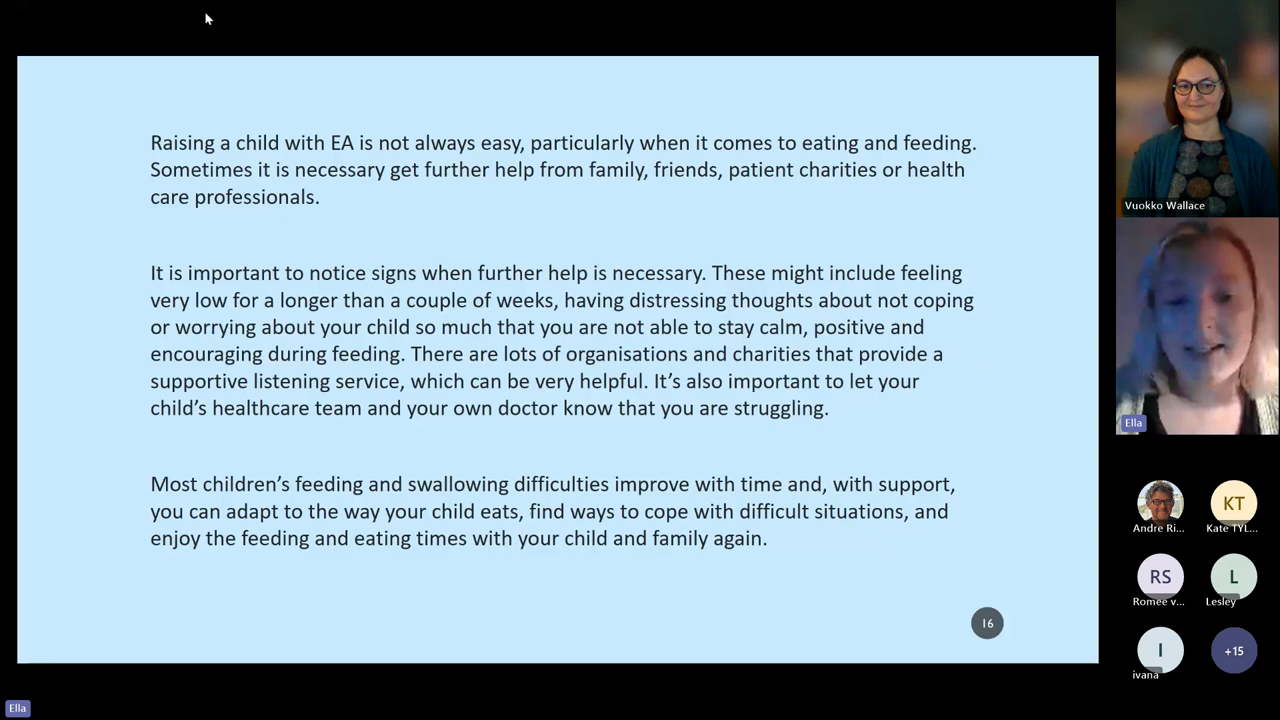 Raising a child with EA is not always easy, particularly when it comes to eating and feeding.
Sometimes it is necessary get further help from family, friends, patient charities or health
care professionals.
It is important to notice signs when further help is necessary. These might include feeling
very low for a longer than a couple of weeks, having distressing thoughts about not coping
or worrying about your child so much that you are not able to stay calm, positive and
encouraging during feeding. There are lots of organisations and charities that provide a
supportive listening service, which can be very helpful. It’s also important to let your
child’s healthcare team and your own doctor know that you are struggling.
Most children’s feeding and swallowing difficulties improve with time and, with support,
you can adapt to the way your child eats, find ways to cope with difficult situations, and
enjoy the feeding and eating times with your child and family again.
16
Vuokko Wallace
Ella
Andre Ri...
KT
Kate TYL...
RS
Romée v...
L
Lesley
I
ivana
+15
Ella